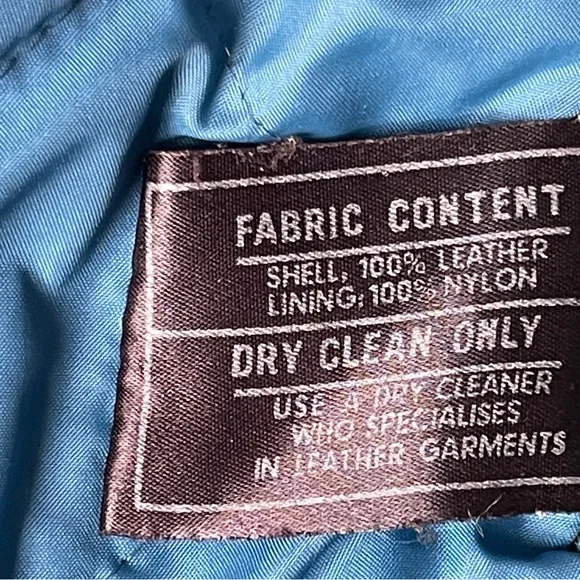 FABRIC CONTENT
SHELL: 100% LEATHER
LINING: 100% NYLON
DRY CLEAN ONLY
USE A DRY CLEANER
WHO SPECIALISES
IN LEATHER GARMENTS